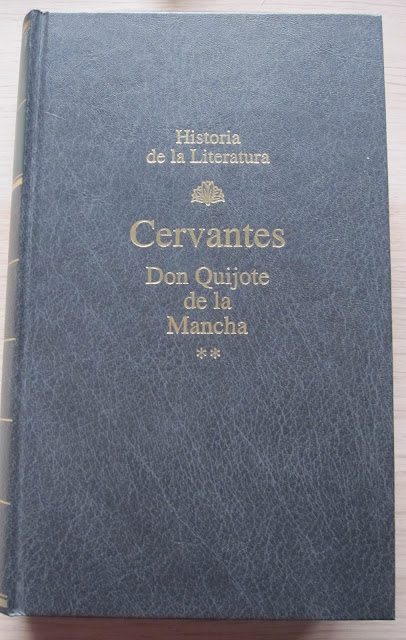 Historia
de la Literatura
Cervantes
Don Quijote
de la
Mancha
**